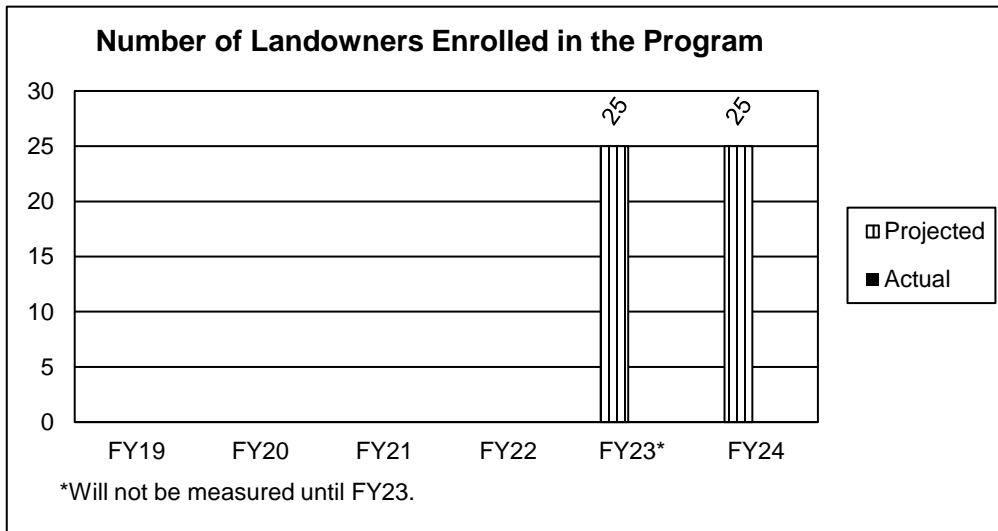 Number of Landowners Enrolled in the Program
30
25
20
15
10
5
0
25
25
FY19
FY20
FY21
FY22
FY23*
FY24
Projected
Actual
*Will not be measured until FY23.